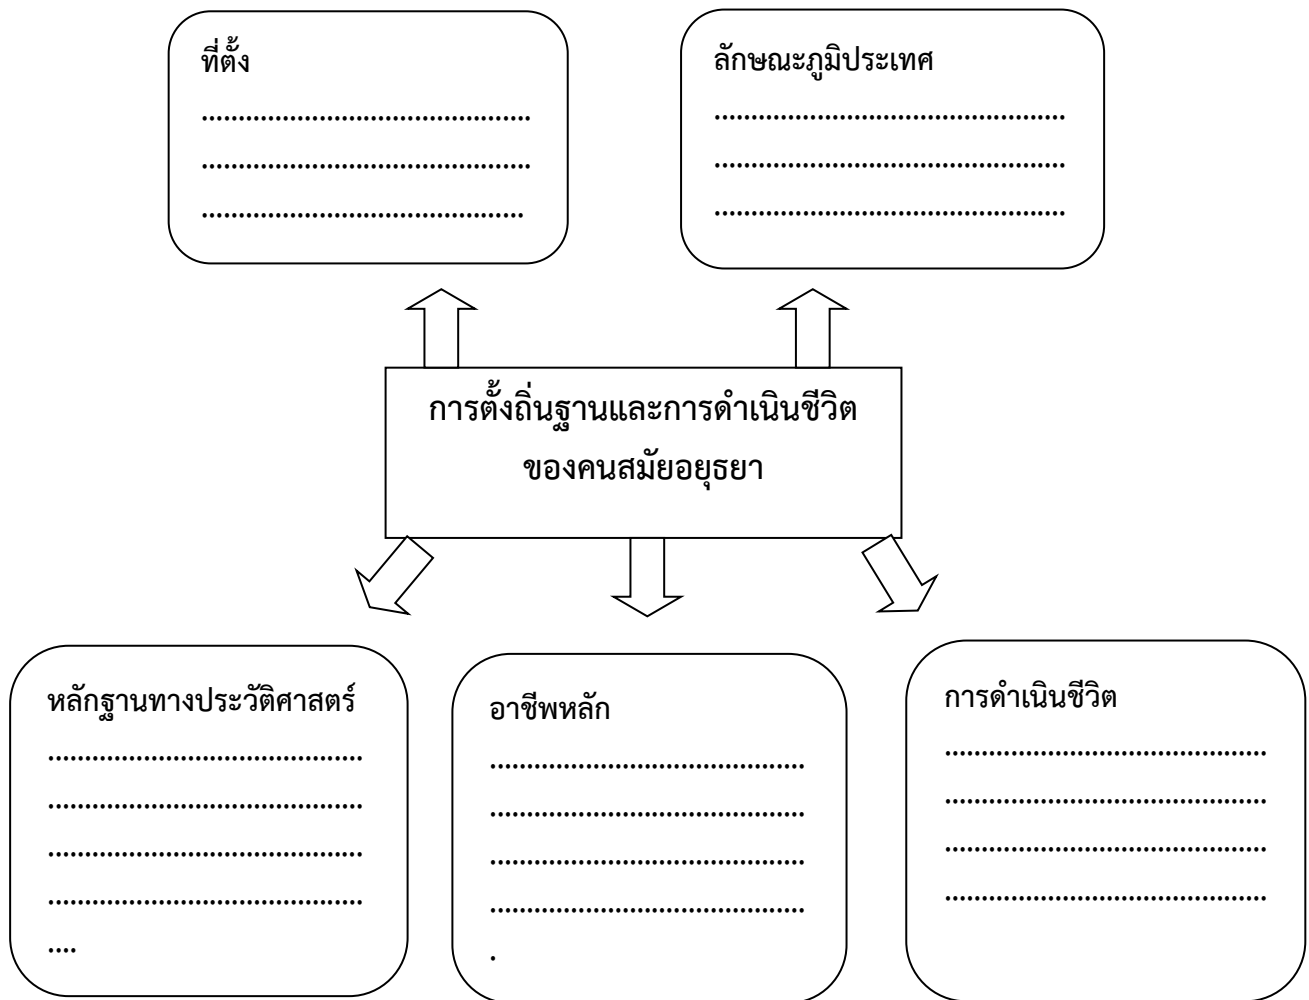 ที่ตั้ง
............................................
............................................
...........................................
ลักษณะภูมิประเทศ
...............................................
...............................................
...............................................
การตั้งถิ่นฐานและการดำเนินชีวิต
ของคนสมัยอยุธยา
หลักฐานทางประวัติศาสตร์
..........................................
..........................................
..........................................
..........................................
....
อาชีพหลัก
..........................................
..........................................
..........................................
..........................................
.
การดำเนินชีวิต
...........................................
...........................................
...........................................
...........................................